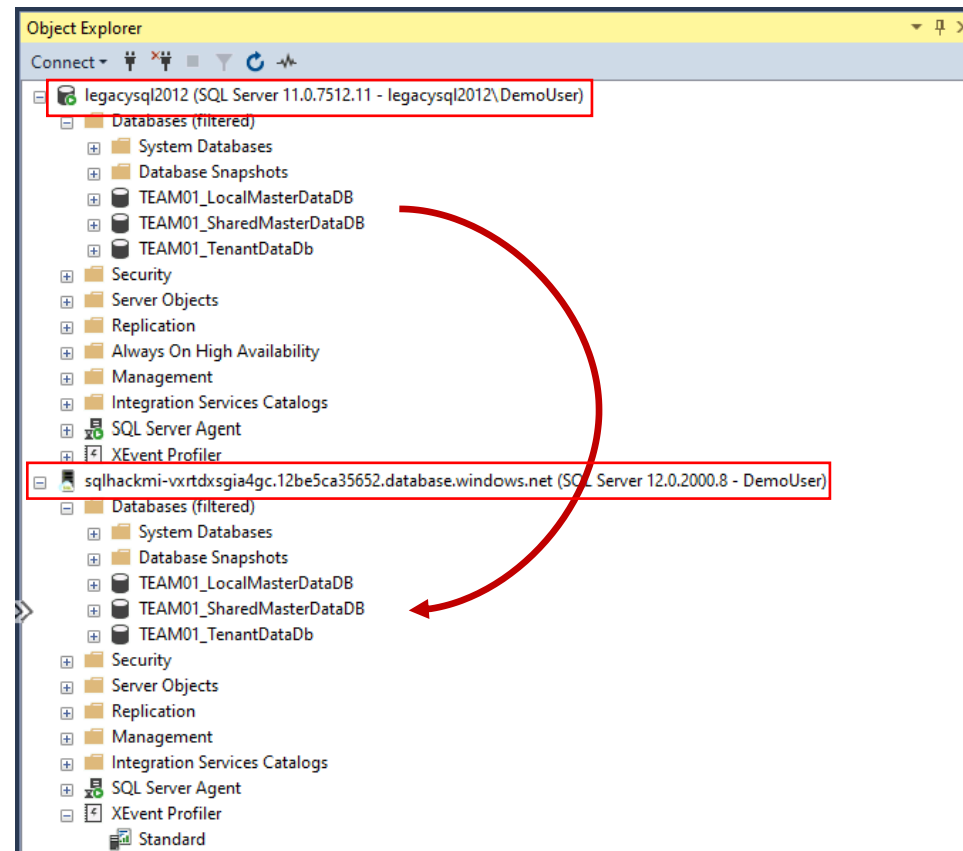 Object Explorer
Connect
legacysql2012 (SQL Server 11.0.7512.11 - legacysql2012\DemoUser)
Databases (filtered)
System Databases
Database Snapshots
TEAM01_LocalMasterDataDB
TEAM01_SharedMasterDataDB
TEAM01_TenantDataDb
Security
Server Objects
Replication
Always On High Availability
Management
Integration Services Catalogs
SQL Server Agent
XEvent Profiler
sqlhackmi-vxrtdxsgia4gc.12be5ca35652.database.windows.net (SQL Server 12.0.2000.8 - DemoUser)
Databases (filtered)
System Databases
Database Snapshots
TEAM01_LocalMasterDataDB
TEAM01_SharedMasterDataDB
TEAM01_TenantDataDb
Security
Server Objects
Replication
Management
Integration Services Catalogs
SQL Server Agent
XEvent Profiler
Standard